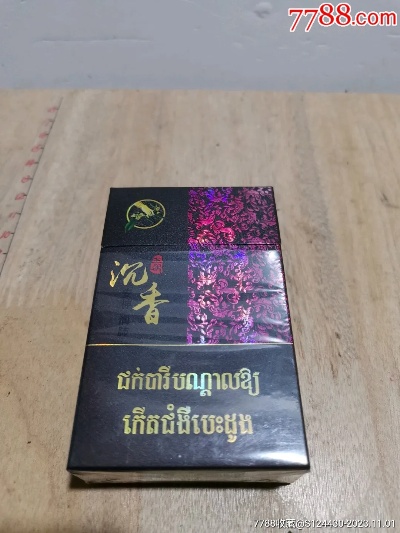 7788.com
沉香
ជក់បារីបណ្តាលឱ្យ
កើតជំងឺបេះដូង
7788收藏@S124430-2023.11.01